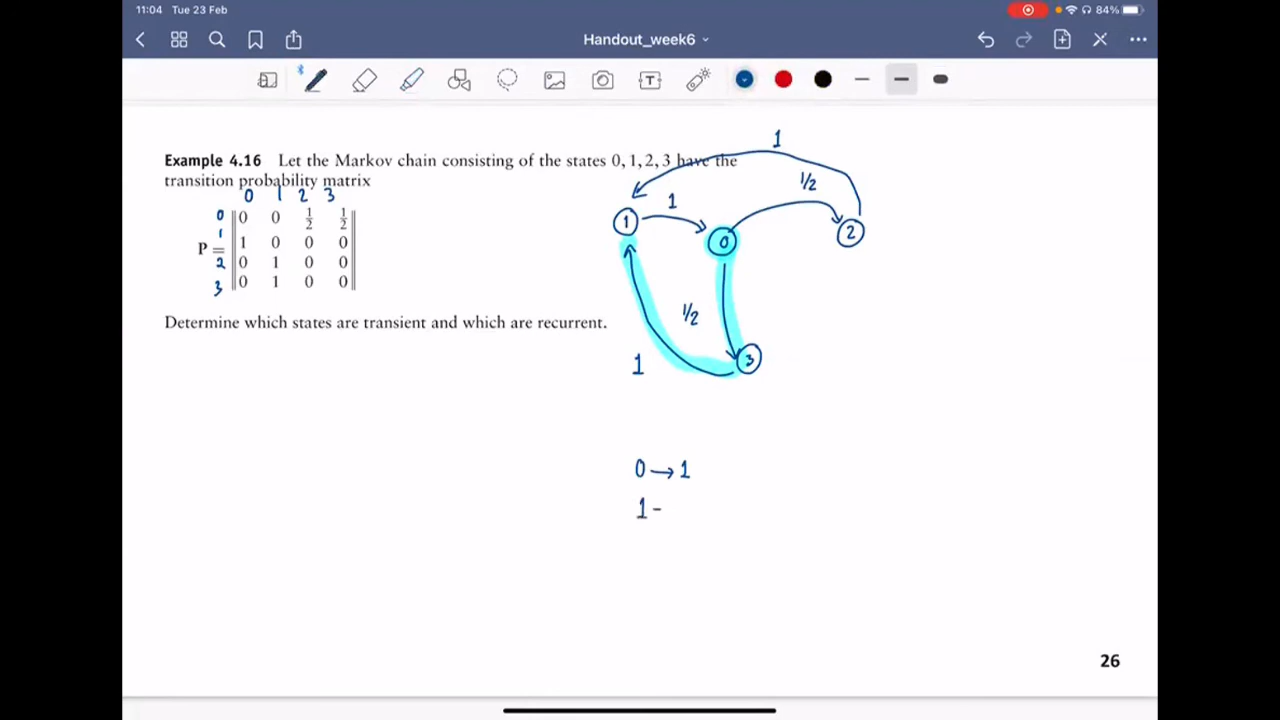 11:04 Tue 23 Feb
84%
Handout_week6
T
Example 4.16 Let the Markov chain consisting of the states 0, 1, 2, 3 have the
transition probability matrix
0 1 2 3
0 0 0 1/2 1/2
1 1 0 0 0
P =
2 0 1 0 0
3 0 1 0 0
Determine which states are transient and which are recurrent.
1
1/2
1
1
0
2
1/2
1
3
0 → 1
1 -
26